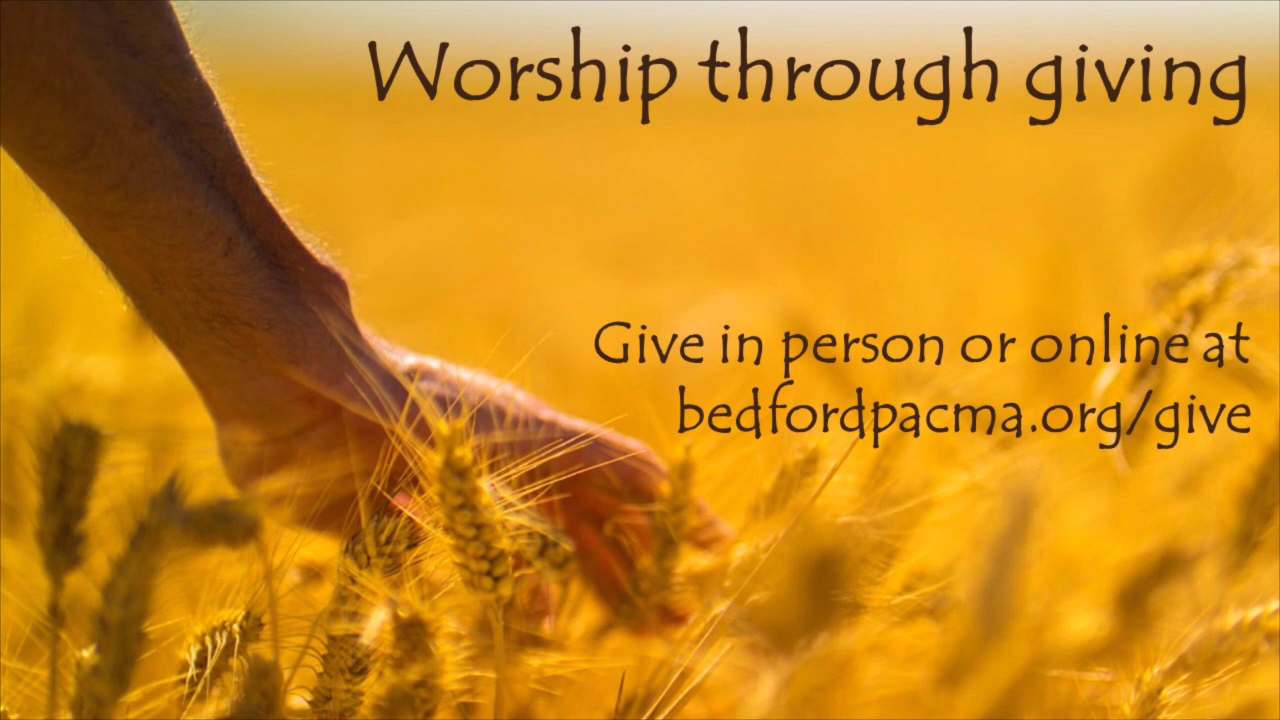 Worship through giving
Give in person or online at
bedfordpacma.org/give